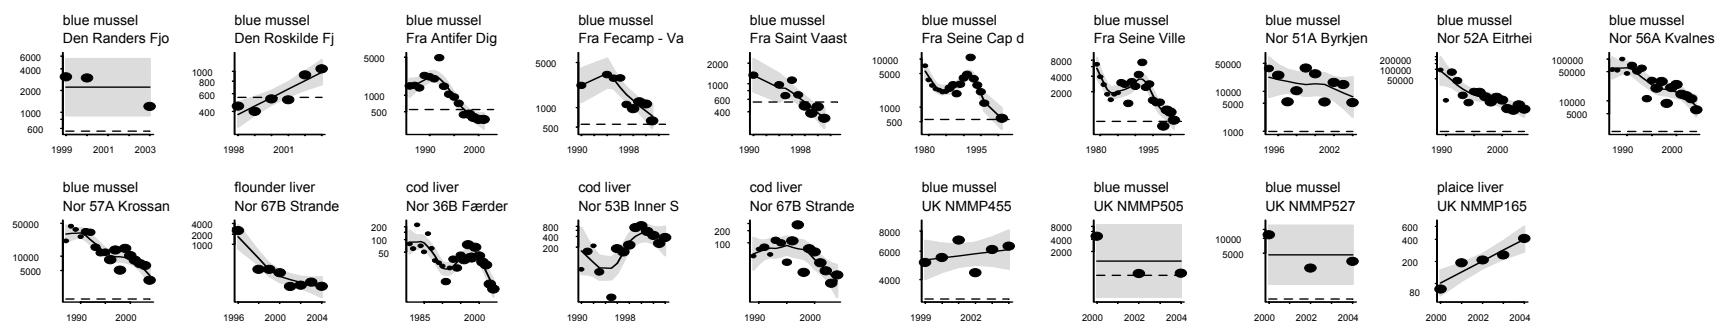 blue mussel
Den Randers Fjo
6000
4000
2000
1000
600
1999
2001
2003
blue mussel
Den Roskilde Fj
1000
600
400
1998
2001
blue mussel
Fra Antifer Dig
5000
1000
500
1990
2000
blue mussel
Fra Fecamp - Va
5000
1000
500
1990
1998
blue mussel
Fra Saint Vaast
2000
1000
600
400
1990
1998
blue mussel
Fra Seine Cap d
10000
5000
1000
500
1980
1995
blue mussel
Fra Seine Ville
8000
4000
2000
500
1980
1995
blue mussel
Nor 51A Byrkjen
50000
10000
5000
1000
1996
2002
blue mussel
Nor 52A Eitrhei
200000
100000
10000
5000
1990
2000
blue mussel
Nor 56A Kvalnes
100000
50000
10000
5000
1990
2000
blue mussel
Nor 57A Krossan
50000
10000
5000
1990
2000
flounder liver
Nor 67B Strande
4000
2000
1000
1996
2004
cod liver
Nor 36B Færder
200
100
50
1985
2000
cod liver
Nor 53B Inner S
800
400
200
1990
1998
cod liver
Nor 67B Strande
200
100
1990
2000
blue mussel
UK NMMP455
8000
6000
4000
1999
2002
blue mussel
UK NMMP505
8000
4000
2000
2000
2004
blue mussel
UK NMMP527
10000
5000
2000
2004
plaice liver
UK NMMP165
600
400
200
80
2000
2004